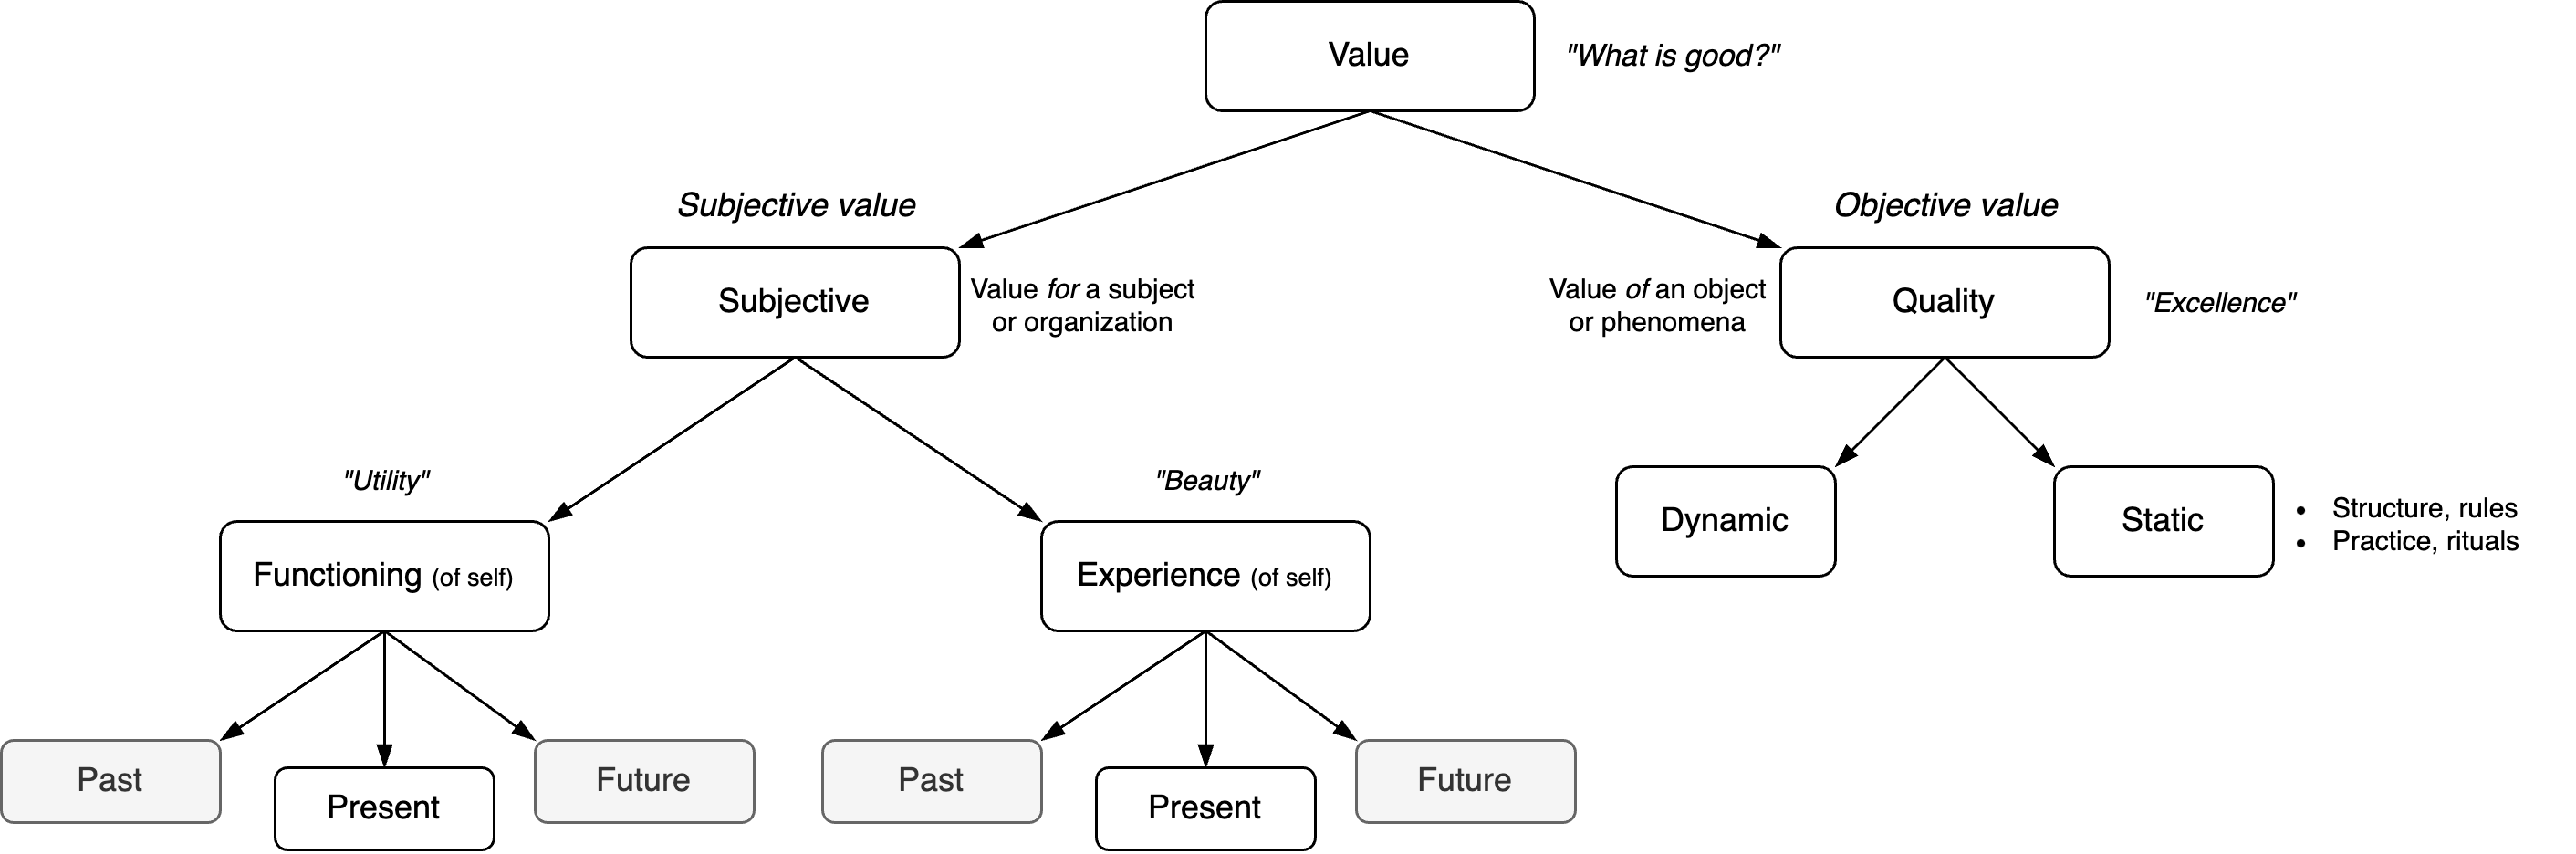 Value
"What is good?"
Subjective value
Objective value
Subjective
Value for a subject
or organization
Value of an object
or phenomena
Quality
"Excellence"
"Utility"
"Beauty"
Functioning (of self)
Experience (of self)
Dynamic
Static
• Structure, rules
• Practice, rituals
Past
Present
Future
Past
Present
Future